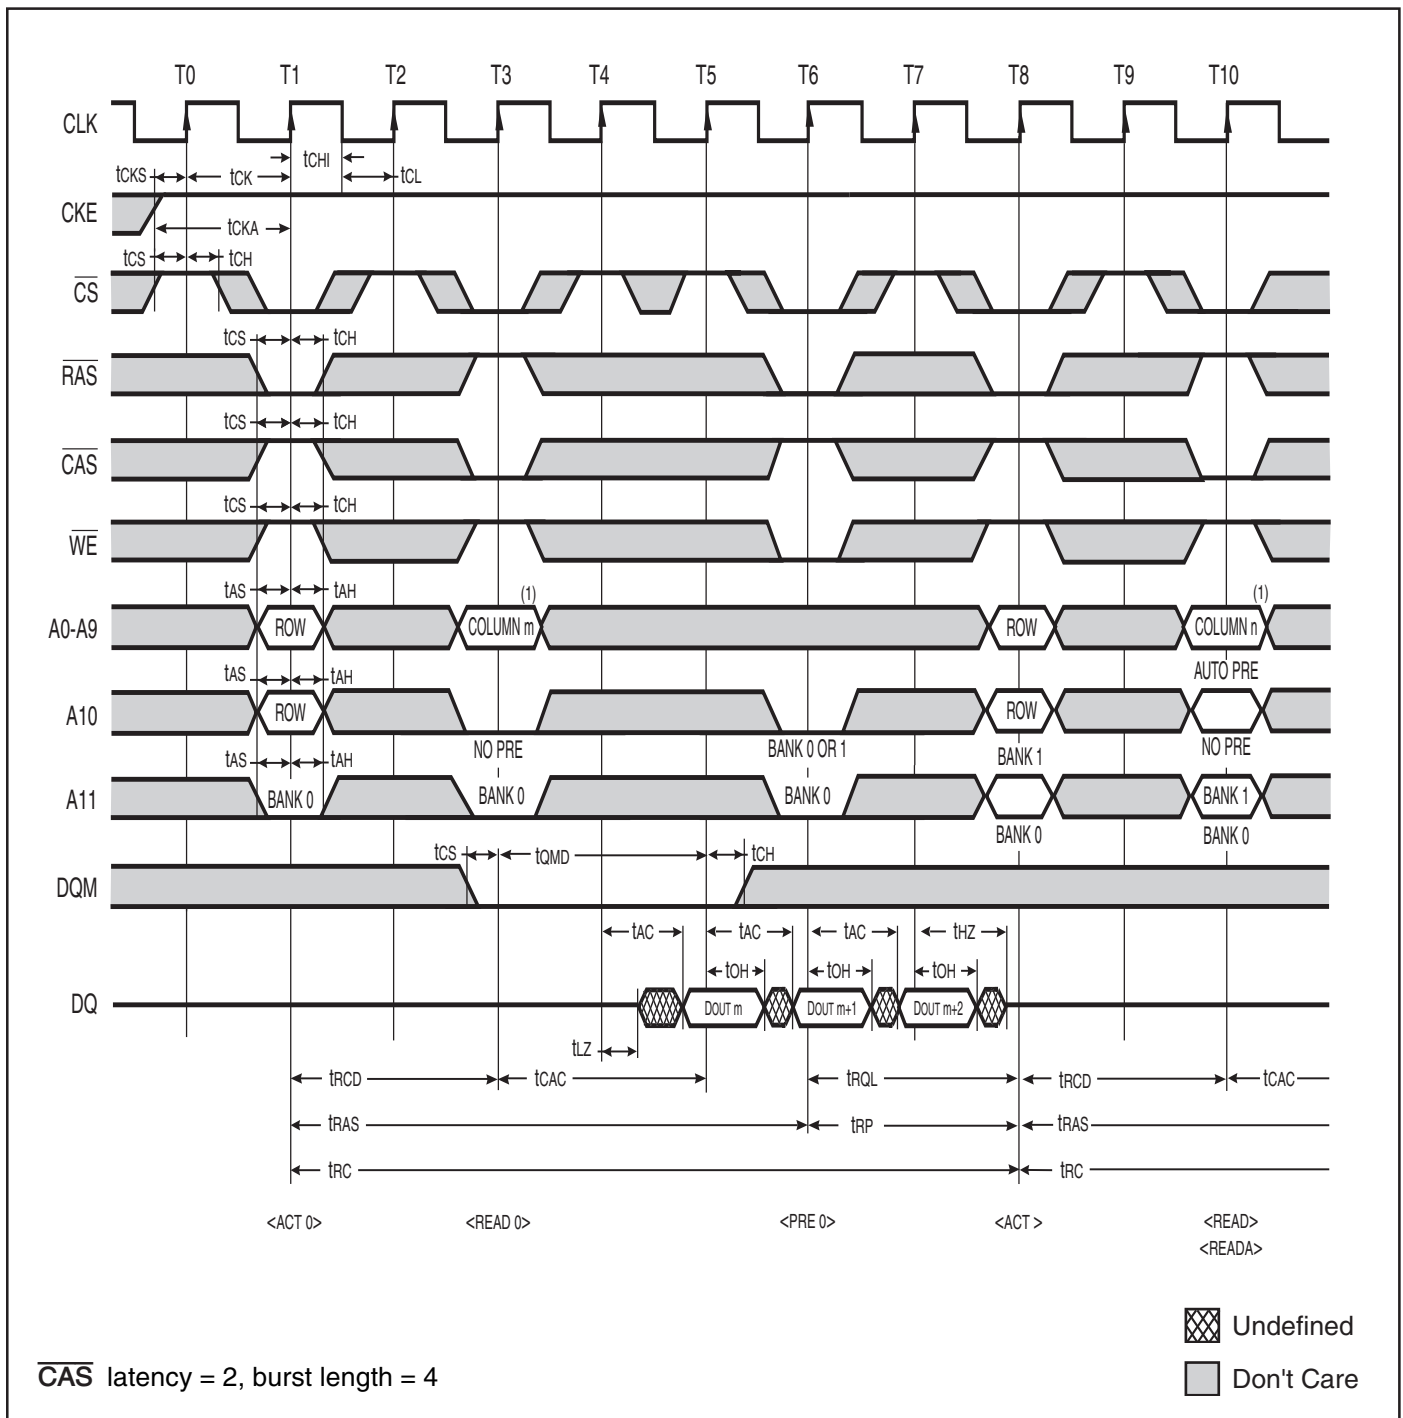 T0 T1 T2 T3 T4 T5 T6 T7 T8 T9 T10
CLK
tCHI
tCKS tCK tCL
CKE
tCKA
tCS tCH
CS
tCS tCH
RAS
tCS tCH
CAS
tCS tCH
WE
tAS tAH (1) (1)
A0-A9 ROW COLUMN m ROW COLUMN n
tAS tAH AUTO PRE
A10 ROW ROW
NO PRE BANK 0 OR 1 BANK 1 NO PRE
tAS tAH
A11 BANK 0 BANK 0 BANK 0 BANK 1
BANK 0 BANK 0
tCS tQMD tCH
DQM
tAC tAC tAC tHZ
tOH tOH tOH
DQ DOUT m DOUT m+1 DOUT m+2
tLZ
tRCD tCAC tRQL tRCD tCAC
tRAS tRP tRAS
tRC tRC
<ACT 0> <READ 0> <PRE 0> <ACT > <READ>
<READA>
Undefined
CAS latency = 2, burst length = 4 Don't Care